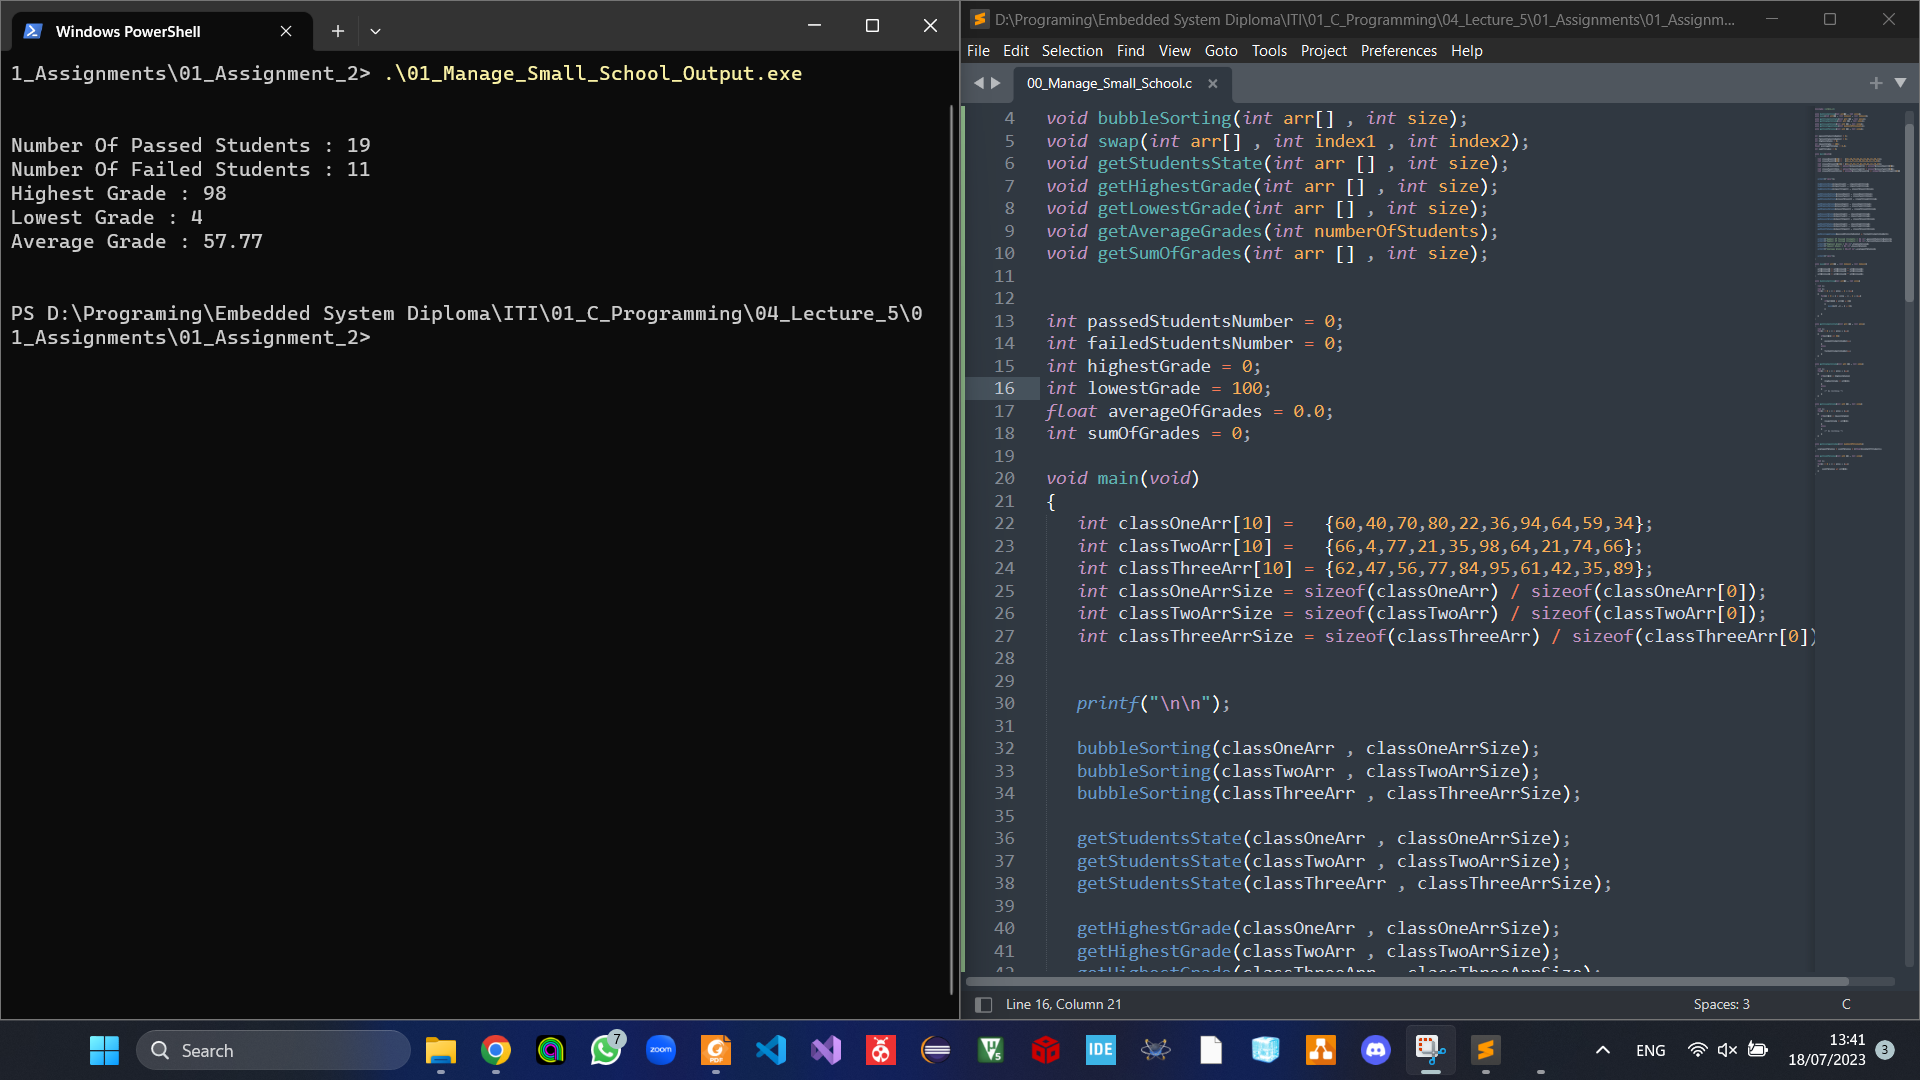 Windows PowerShell
1_Assignments\01_Assignment_2> .\01_Manage_Small_School_Output.exe
Number Of Passed Students : 19
Number Of Failed Students : 11
Highest Grade : 98
Lowest Grade : 4
Average Grade : 57.77
PS D:\Programing\Embedded System Diploma\ITI\01_C_Programming\04_Lecture_5\0
1_Assignments\01_Assignment_2>
D:\Programing\Embedded System Diploma\ITI\01_C_Programming\04_Lecture_5\01_Assignments\01_Assignm...
File Edit Selection Find View Goto Tools Project Preferences Help
00_Manage_Small_School.c
4 void bubbleSorting(int arr[] , int size);
5 void swap(int arr[] , int index1 , int index2);
6 void getStudentsState(int arr [] , int size);
7 void getHighestGrade(int arr [] , int size);
8 void getLowestGrade(int arr [] , int size);
9 void getAverageGrades(int numberOfStudents);
10 void getSumOfGrades(int arr [] , int size);
11
12
13 int passedStudentsNumber = 0;
14 int failedStudentsNumber = 0;
15 int highestGrade = 0;
16 int lowestGrade = 100;
17 float averageOfGrades = 0.0;
18 int sumOfGrades = 0;
19
20 void main(void)
21 {
22 int classOneArr[10] = {60,40,70,80,22,36,94,64,59,34};
23 int classTwoArr[10] = {66,4,77,21,35,98,64,21,74,66};
24 int classThreeArr[10] = {62,47,56,77,84,95,61,42,35,89};
25 int classOneArrSize = sizeof(classOneArr) / sizeof(classOneArr[0]);
26 int classTwoArrSize = sizeof(classTwoArr) / sizeof(classTwoArr[0]);
27 int classThreeArrSize = sizeof(classThreeArr) / sizeof(classThreeArr[0])
28
29
30 printf("\n\n");
31
32 bubbleSorting(classOneArr , classOneArrSize);
33 bubbleSorting(classTwoArr , classTwoArrSize);
34 bubbleSorting(classThreeArr , classThreeArrSize);
35
36 getStudentsState(classOneArr , classOneArrSize);
37 getStudentsState(classTwoArr , classTwoArrSize);
38 getStudentsState(classThreeArr , classThreeArrSize);
39
40 getHighestGrade(classOneArr , classOneArrSize);
41 getHighestGrade(classTwoArr , classTwoArrSize);
42 getHighestGrade(classThreeArr , classThreeArrSize);
Line 16, Column 21
Spaces: 3
C
Search
7
zoom
PDF
IDE
ENG
13:41
18/07/2023
3